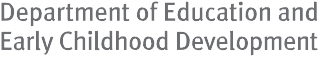 Department of Education and
Early Childhood Development